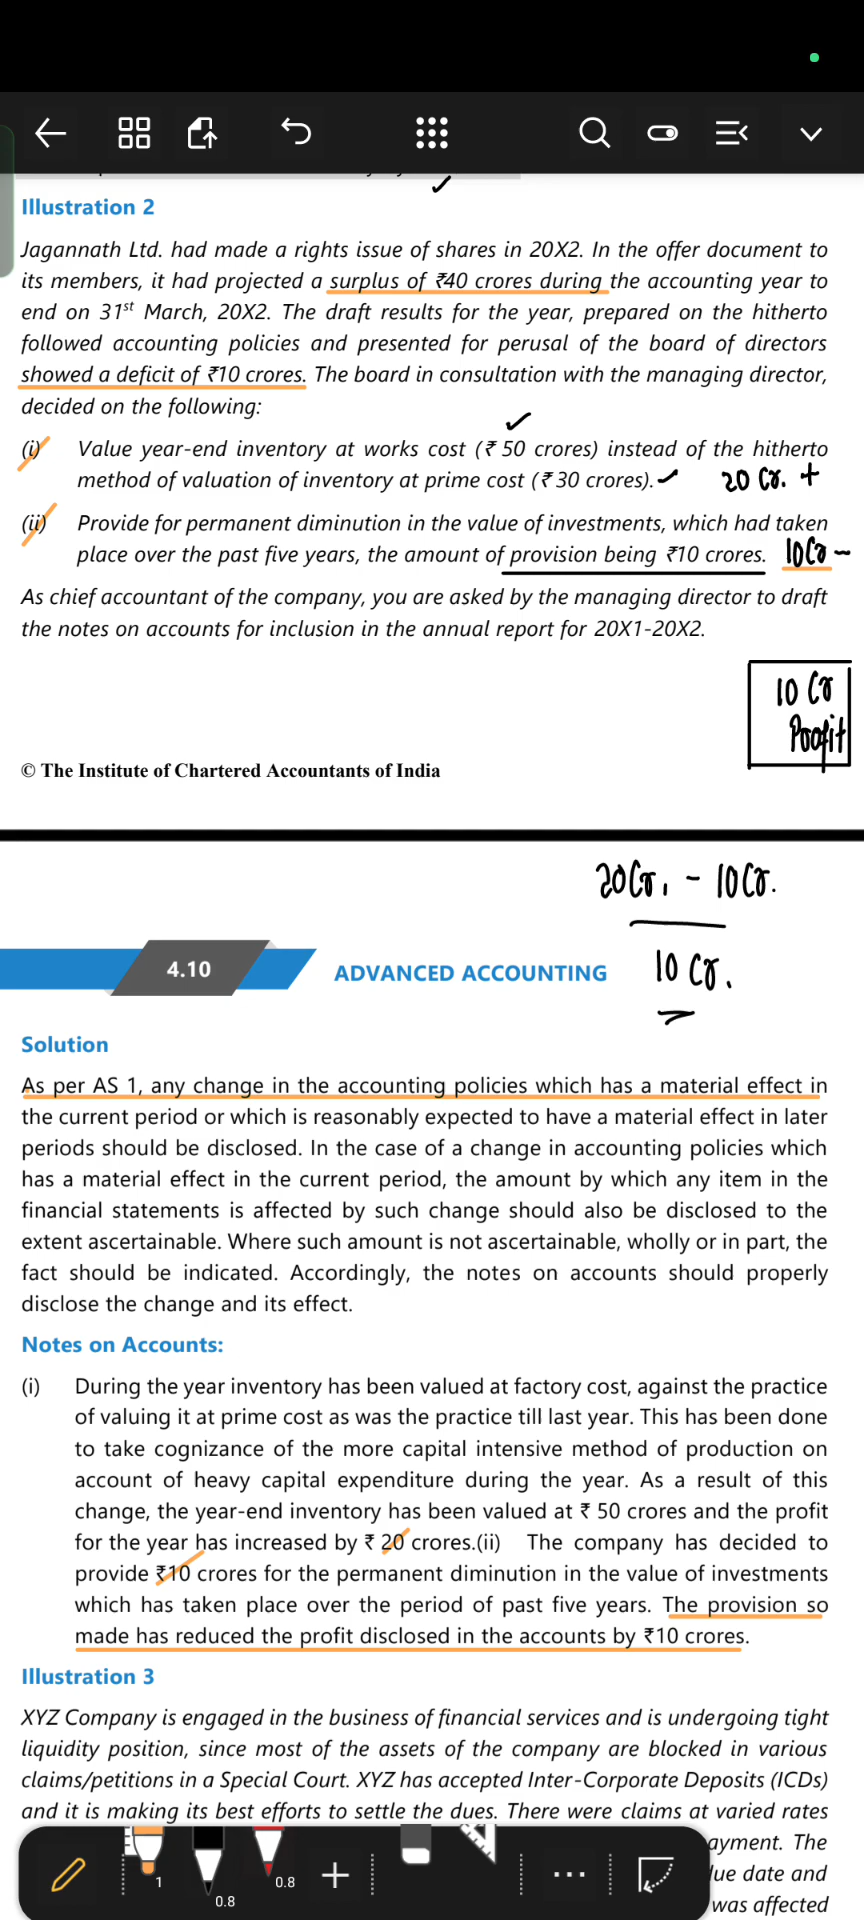 Illustration 2
Jagannath Ltd. had made a rights issue of shares in 20X2. In the offer document to
its members, it had projected a surplus of ₹40 crores during the accounting year to
end on 31st March, 20X2. The draft results for the year, prepared on the hitherto
followed accounting policies and presented for perusal of the board of directors
showed a deficit of ₹10 crores. The board in consultation with the managing director,
decided on the following:
(i) Value year-end inventory at works cost (₹ 50 crores) instead of the hitherto
method of valuation of inventory at prime cost (₹ 30 crores). 20 Cr. +
(ii) Provide for permanent diminution in the value of investments, which had taken
place over the past five years, the amount of provision being ₹10 crores. 10Cr -
As chief accountant of the company, you are asked by the managing director to draft
the notes on accounts for inclusion in the annual report for 20X1-20X2.
10 Cr
Profit
© The Institute of Chartered Accountants of India
20Cr. - 10Cr.
4.10 ADVANCED ACCOUNTING 10 Cr.
Solution
As per AS 1, any change in the accounting policies which has a material effect in
the current period or which is reasonably expected to have a material effect in later
periods should be disclosed. In the case of a change in accounting policies which
has a material effect in the current period, the amount by which any item in the
financial statements is affected by such change should also be disclosed to the
extent ascertainable. Where such amount is not ascertainable, wholly or in part, the
fact should be indicated. Accordingly, the notes on accounts should properly
disclose the change and its effect.
Notes on Accounts:
(i) During the year inventory has been valued at factory cost, against the practice
of valuing it at prime cost as was the practice till last year. This has been done
to take cognizance of the more capital intensive method of production on
account of heavy capital expenditure during the year. As a result of this
change, the year-end inventory has been valued at ₹ 50 crores and the profit
for the year has increased by ₹ 20 crores.(ii) The company has decided to
provide ₹10 crores for the permanent diminution in the value of investments
which has taken place over the period of past five years. The provision so
made has reduced the profit disclosed in the accounts by ₹10 crores.
Illustration 3
XYZ Company is engaged in the business of financial services and is undergoing tight
liquidity position, since most of the assets of the company are blocked in various
claims/petitions in a Special Court. XYZ has accepted Inter-Corporate Deposits (ICDs)
and it is making its best efforts to settle the dues. There were claims at varied rates
ayment. The
lue date and
was affected
1
0.8
0.8